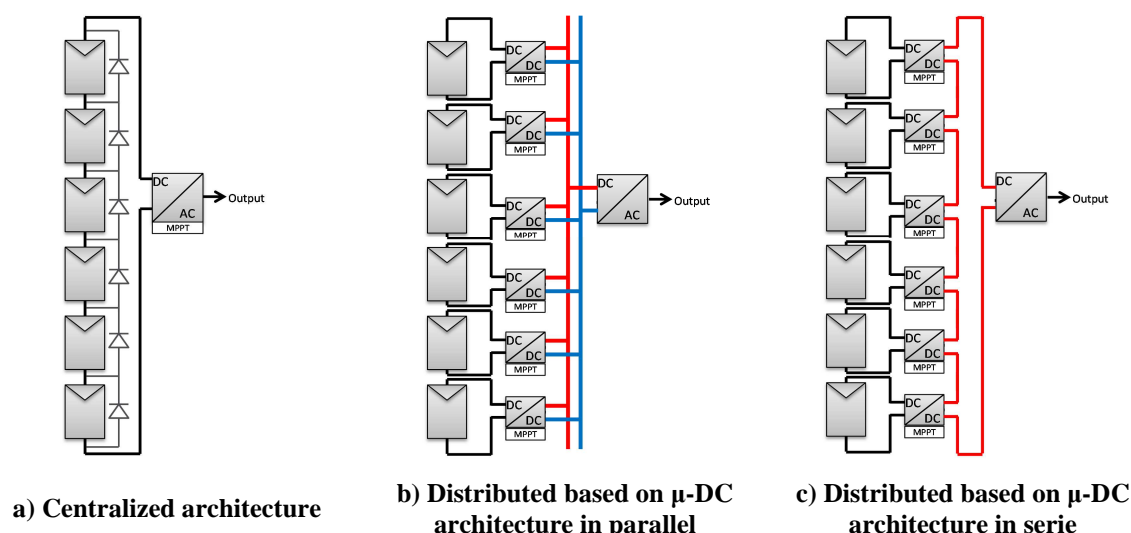 DC
AC
MPPT
Output
a) Centralized architecture
DC
DC
MPPT
DC
DC
MPPT
DC
DC
MPPT
DC
DC
MPPT
DC
DC
MPPT
DC
DC
MPPT
DC
AC
Output
b) Distributed based on µ-DC
architecture in parallel
DC
DC
MPPT
DC
DC
MPPT
DC
DC
MPPT
DC
DC
MPPT
DC
DC
MPPT
DC
DC
MPPT
DC
AC
Output
c) Distributed based on µ-DC
architecture in serie